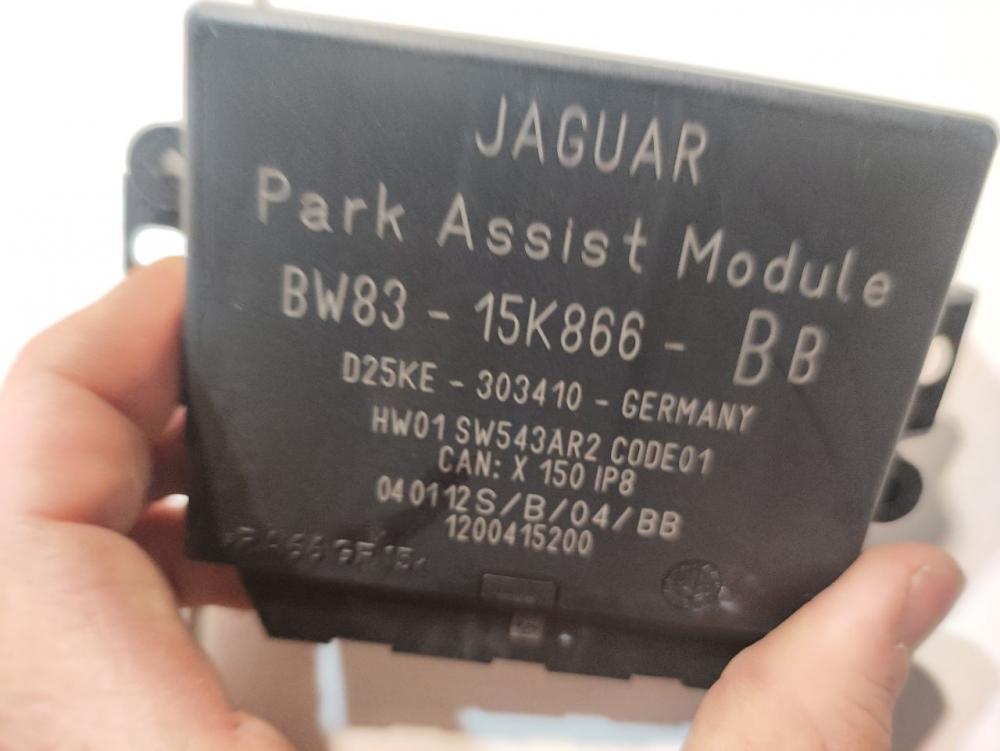 JAGUAR
Park Assist Module
BW83 - 15K866 - BB
D25KE - 303410 - GERMANY
HW01 SW543AR2 CODE01
CAN: X 150 IP8
040112S/B/04/BB
1200415200